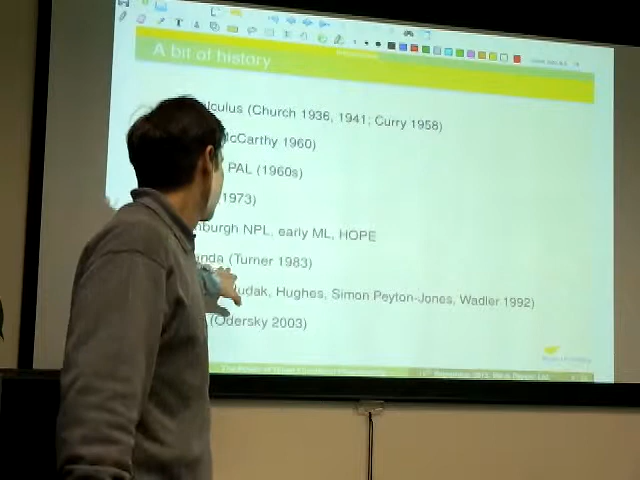 A bit of history
lculus (Church 1936, 1941; Curry 1958)
McCarthy 1960)
PAL (1960s)
1973)
nburgh NPL, early ML, HOPE
nda (Turner 1983)
udak, Hughes, Simon Peyton-Jones, Wadler 1992)
(Odersky 2003)